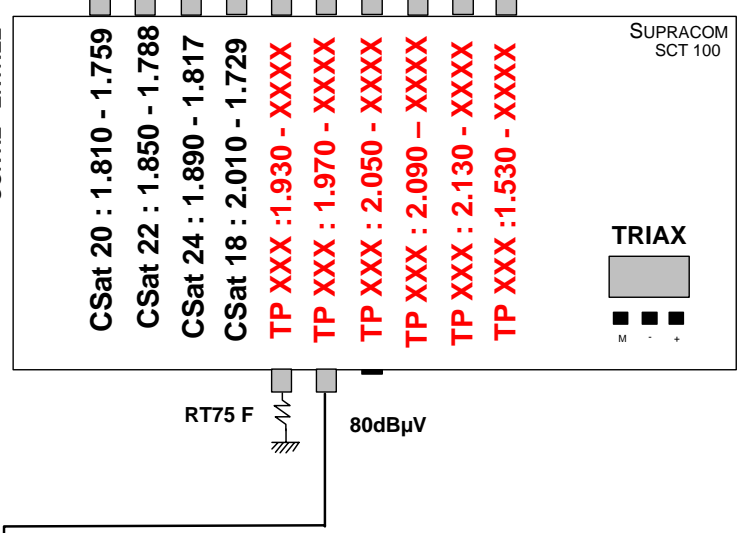 CSat 20 : 1.810 - 1.759
CSat 22 : 1.850 - 1.788
CSat 24 : 1.890 - 1.817
CSat 18 : 2.010 - 1.729
TP XXX :1.930 - XXXX
TP XXX : 1.970 - XXXX
TP XXX : 2.050 - XXXX
TP XXX : 2.090 – XXXX
TP XXX : 2.130 - XXXX
TP XXX :1.530 - XXXX
SUPRACOM
SCT 100
TRIAX
M - +
RT75 F
80dBµV